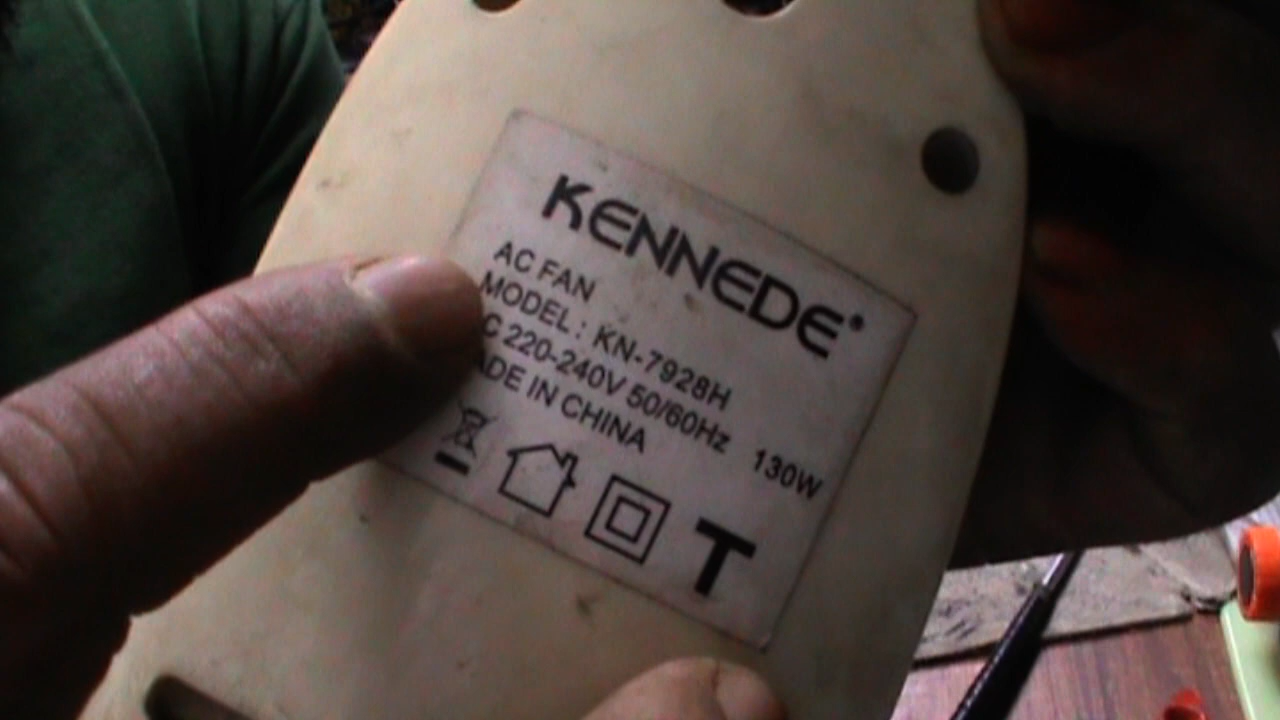 KENNEDE®
AC FAN
MODEL: KN-7928H
C 220-240V 50/60Hz 130W
ADE IN CHINA
T